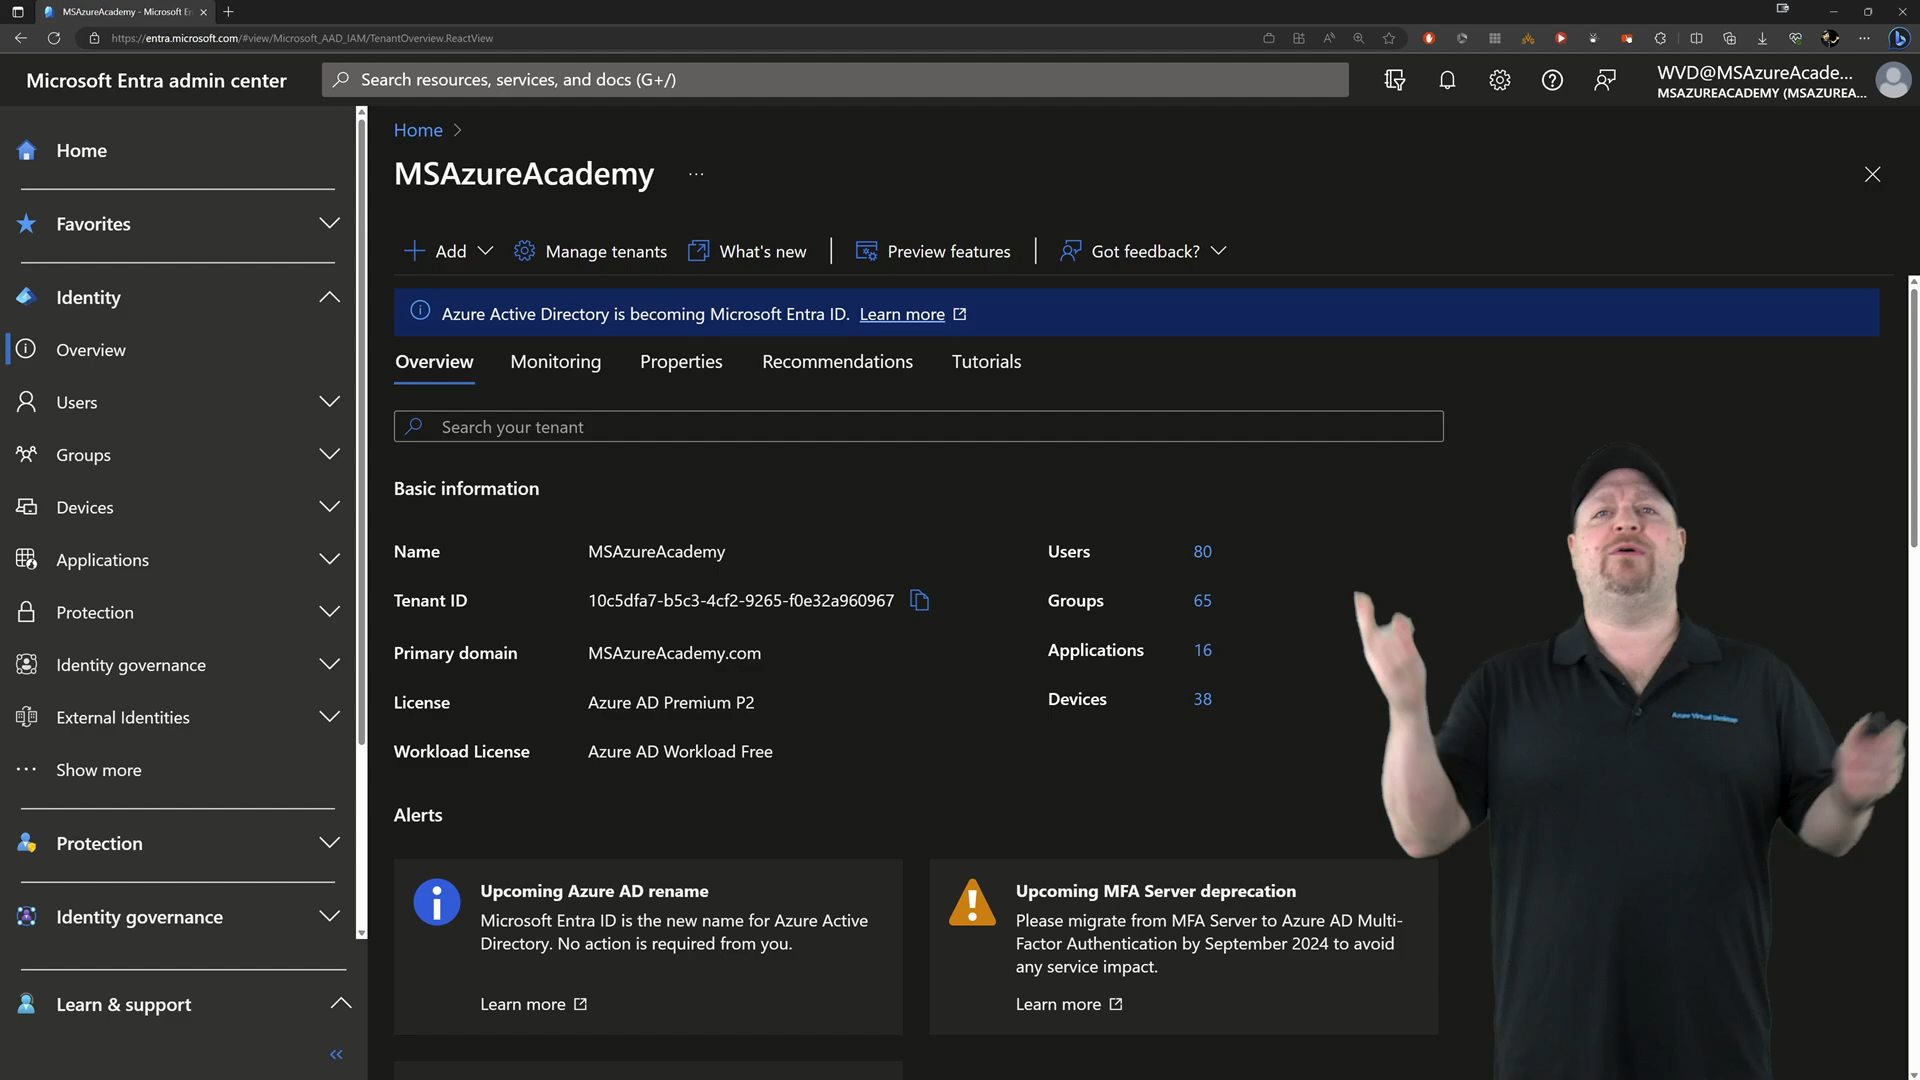 MSAzureAcademy - Microsoft En
https://entra.microsoft.com/#view/Microsoft_AAD_IAM/TenantOverview.ReactView
Microsoft Entra admin center
Search resources, services, and docs (G+/)
WVD@MSAzureAcade...
MSAZUREACADEMY (MSAZUREA...
Home
Favorites
Identity
Overview
Users
Groups
Devices
Applications
Protection
Identity governance
External Identities
Show more
Protection
Identity governance
Learn & support
Home
MSAzureAcademy
Add
Manage tenants
What's new
Preview features
Got feedback?
Azure Active Directory is becoming Microsoft Entra ID. Learn more
Overview
Monitoring
Properties
Recommendations
Tutorials
Search your tenant
Basic information
Name MSAzureAcademy
Tenant ID 10c5dfa7-b5c3-4cf2-9265-f0e32a960967
Primary domain MSAzureAcademy.com
License Azure AD Premium P2
Workload License Azure AD Workload Free
Users 80
Groups 65
Applications 16
Devices 38
Alerts
Upcoming Azure AD rename
Microsoft Entra ID is the new name for Azure Active
Directory. No action is required from you.
Learn more
Upcoming MFA Server deprecation
Please migrate from MFA Server to Azure AD Multi-
Factor Authentication by September 2024 to avoid
any service impact.
Learn more
Azure Virtual Desktop